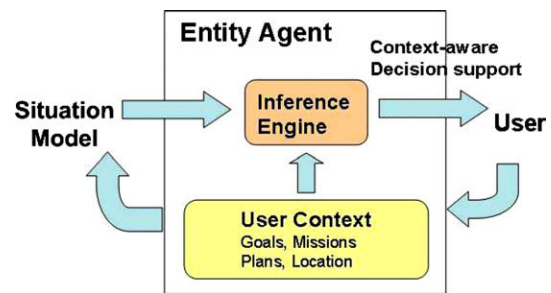 Entity Agent
Context-aware
Decision support
Situation
Model
Inference
Engine
User
User Context
Goals, Missions
Plans, Location